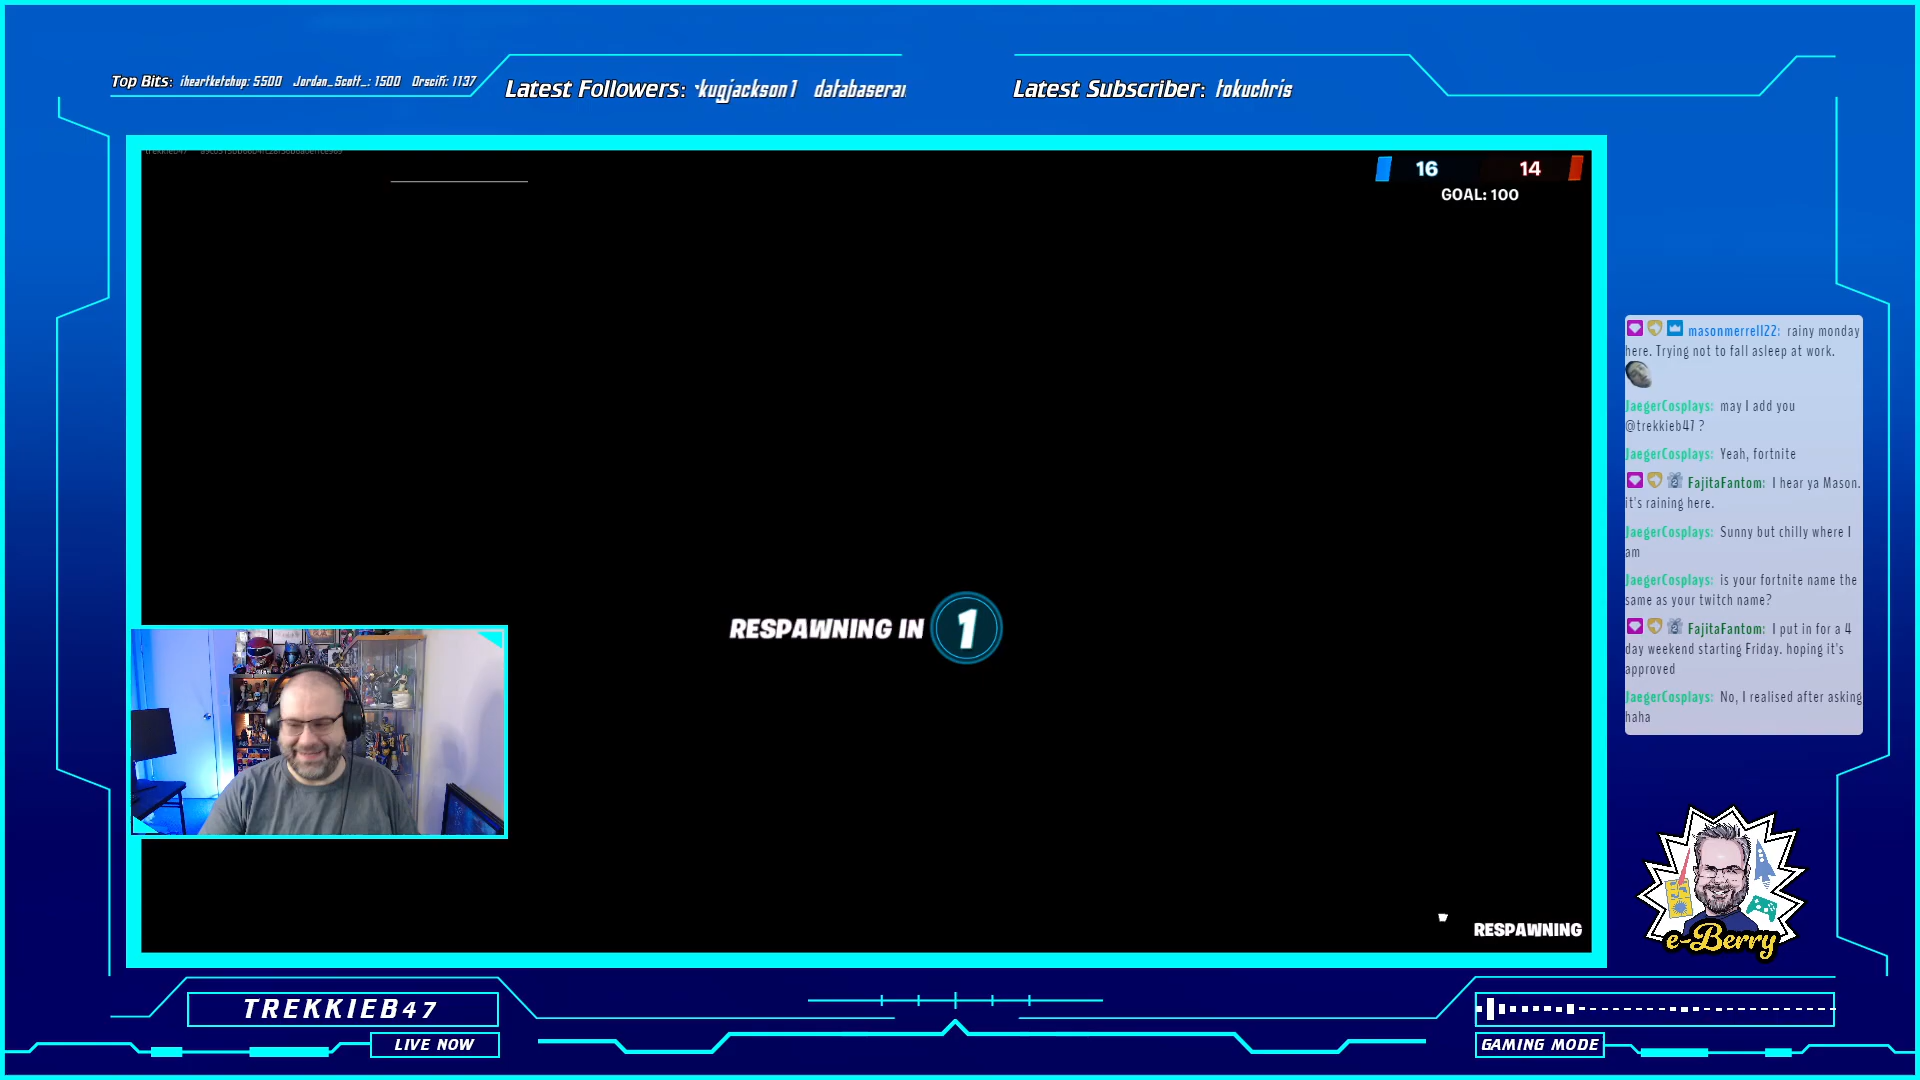 Top Bits: iheartketchup: 5500 Jordan_Scott_: 1500 Orscifi: 1137
Latest Followers: kugjackson1 databaserar
Latest Subscriber: tokuchris
trekkieb47
16 14
GOAL: 100
RESPAWNING IN 1
RESPAWNING
masonmerrell22: rainy monday
here. Trying not to fall asleep at work.
JaegerCosplays: may I add you
@trekkieb47 ?
JaegerCosplays: Yeah, fortnite
FajitaFantom: I hear ya Mason.
it's raining here.
JaegerCosplays: Sunny but chilly where I
am
JaegerCosplays: is your fortnite name the
same as your twitch name?
FajitaFantom: I put in for a 4
day weekend starting Friday. hoping it's
approved
JaegerCosplays: No, I realised after asking
haha
e-Berry
TREKKIEB47
LIVE NOW
GAMING MODE